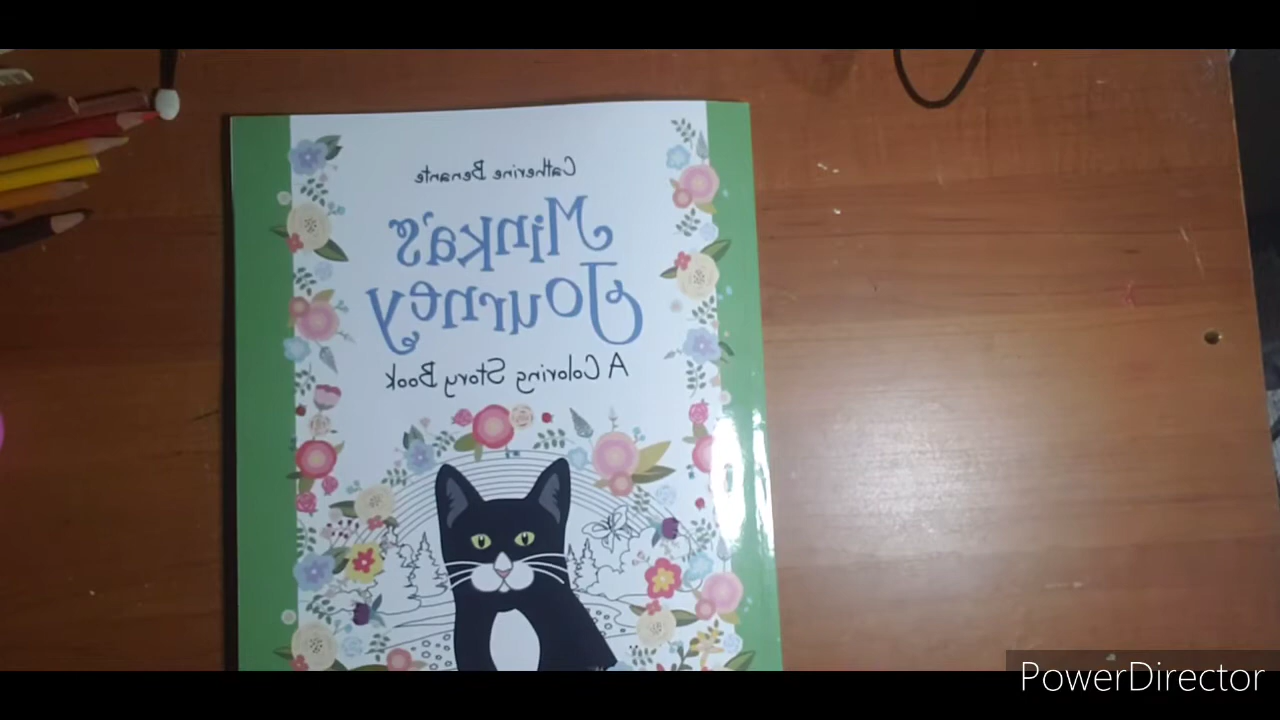 Catherine Benante
Minka's
Journey
A Coloring Story Book
PowerDirector